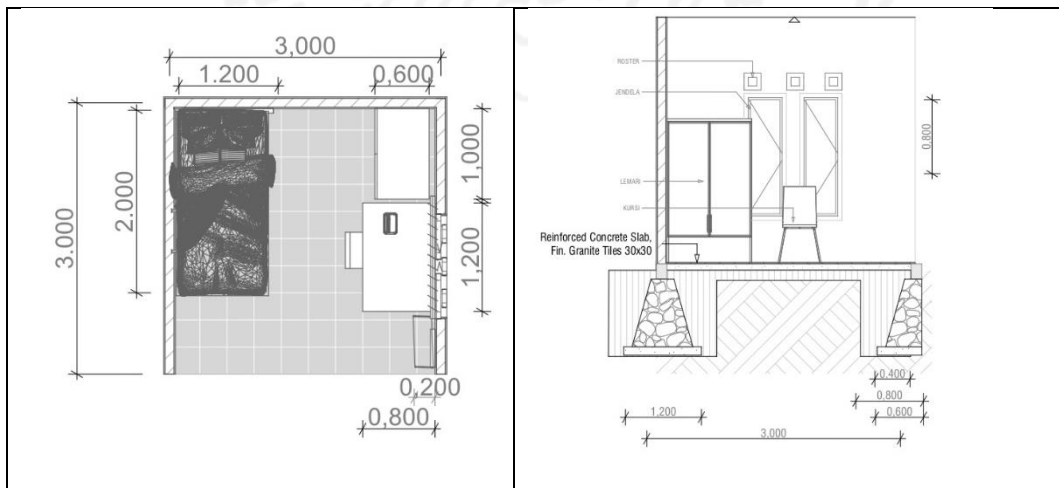 3,000
1.200
0,600
3.000
2.000
1,000
1,200
0,200
0,800
ROSTER
JENDELA
0,800
LEMARI
KURSI
Reinforced Concrete Slab,
Fin. Granite Tiles 30x30
0,400
0,800
1,200
0,600
3,000